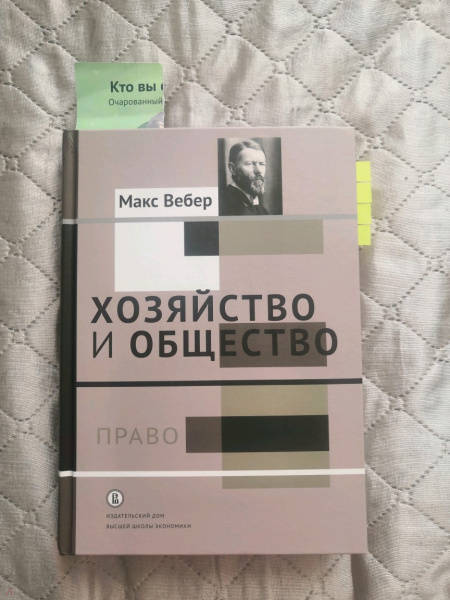 Кто вы
Очарованный
Макс Вебер
ХОЗЯЙСТВО
И ОБЩЕСТВО
ПРАВО
ИЗДАТЕЛЬСКИЙ ДОМ
ВЫСШЕЙ ШКОЛЫ ЭКОНОМИКИ